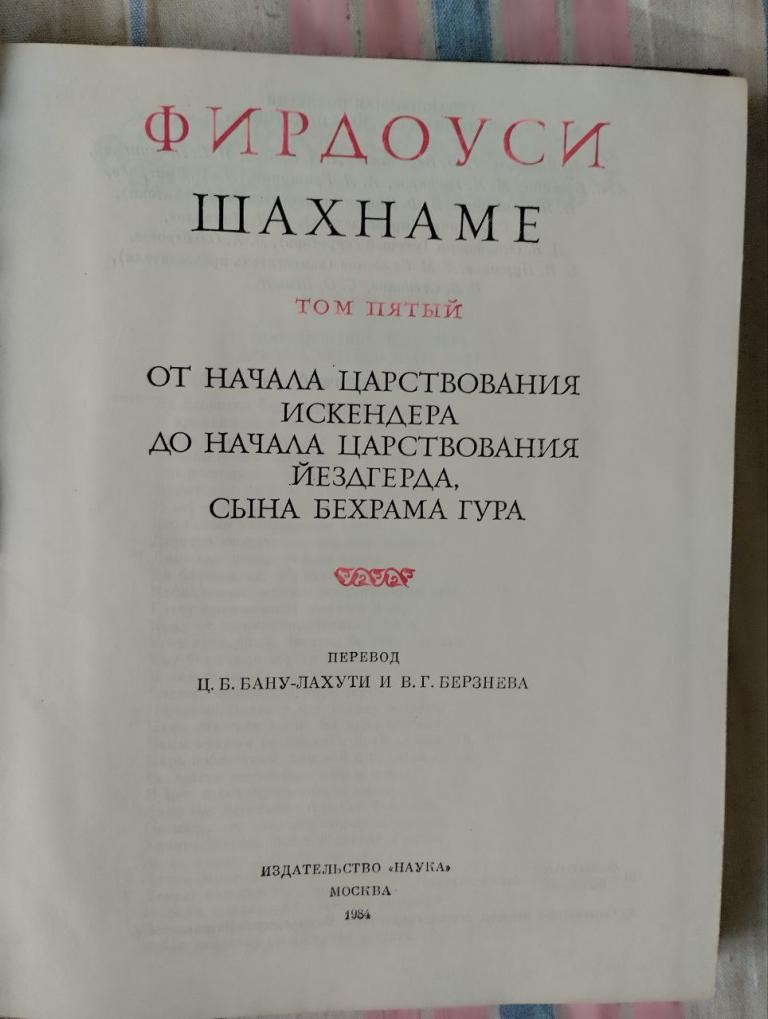 ФИРДОУСИ
ШАХНАМЕ
ТОМ ПЯТЫЙ
ОТ НАЧАЛА ЦАРСТВОВАНИЯ
ИСКЕНДЕРА
ДО НАЧАЛА ЦАРСТВОВАНИЯ
ЙЕЗДГЕРДА,
СЫНА БЕХРАМА ГУРА
ПЕРЕВОД
Ц. Б. БАНУ-ЛАХУТИ И В. Г. БЕРЗНЕВА
ИЗДАТЕЛЬСТВО «НАУКА»
МОСКВА
1984